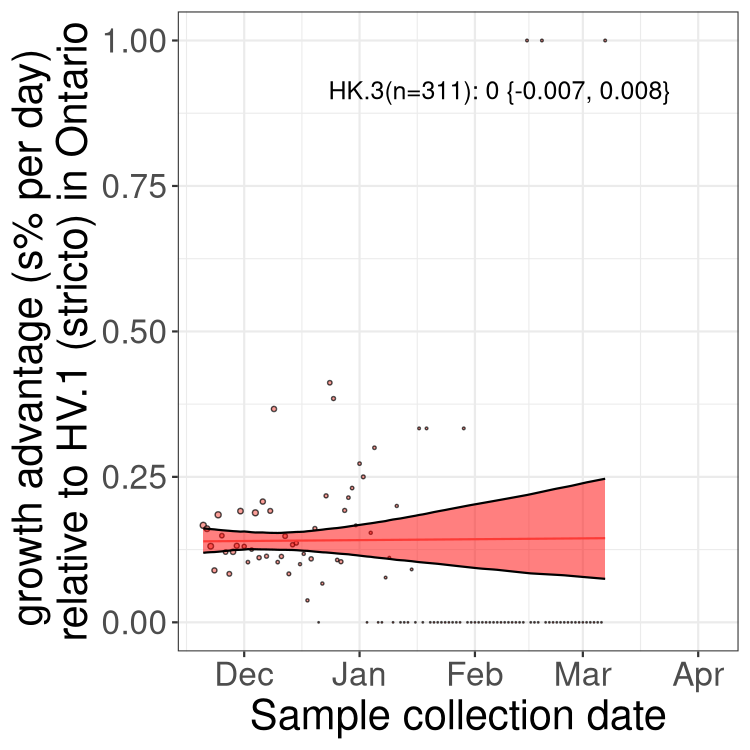 growth advantage (s% per day)
relative to HV.1 (stricto) in Ontario
1.00
0.75
0.50
0.25
0.00
HK.3(n=311): 0 {-0.007, 0.008}
Dec
Jan
Feb
Mar
Apr
Sample collection date